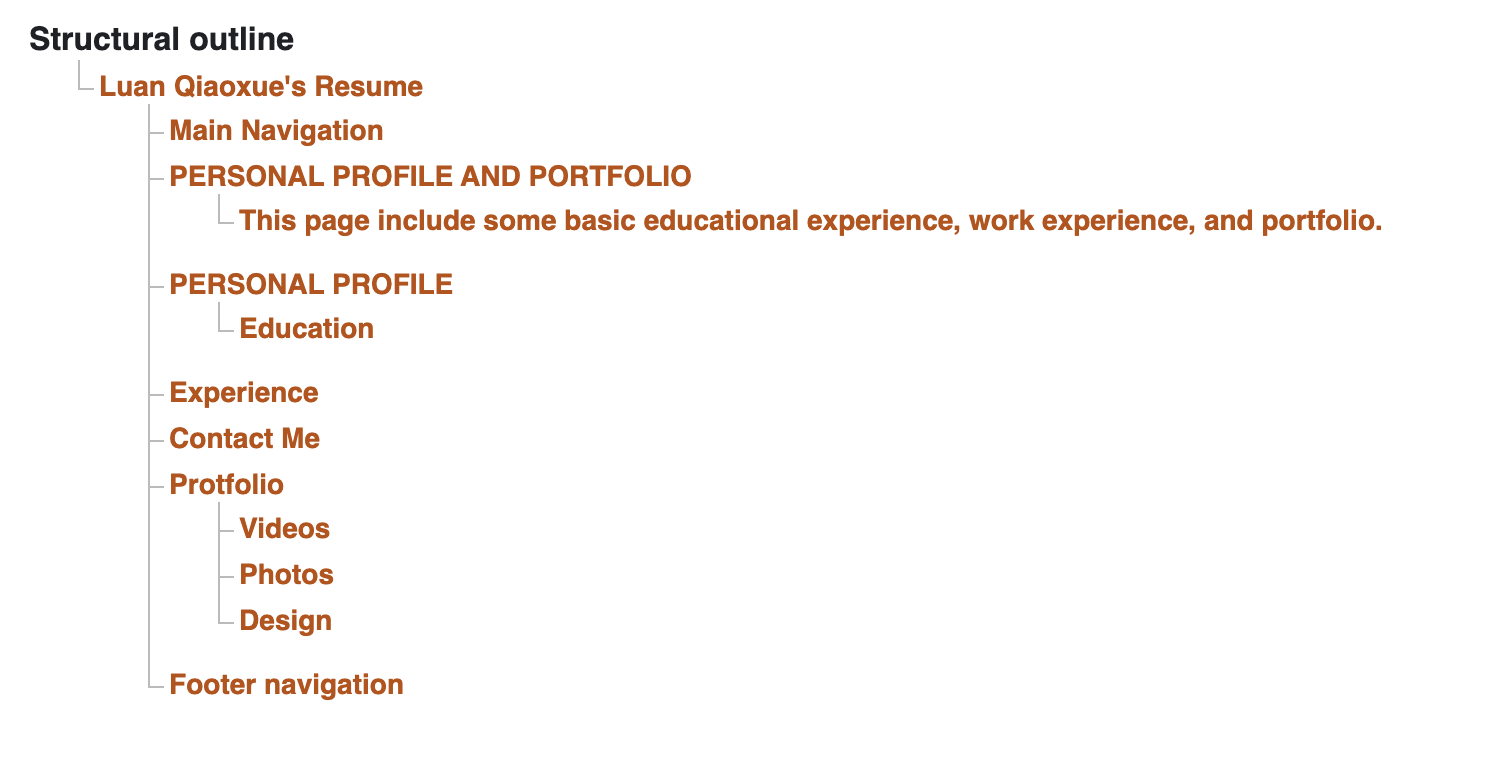 Structural outline
Luan Qiaoxue's Resume
Main Navigation
PERSONAL PROFILE AND PORTFOLIO
This page include some basic educational experience, work experience, and portfolio.
PERSONAL PROFILE
Education
Experience
Contact Me
Protfolio
Videos
Photos
Design
Footer navigation